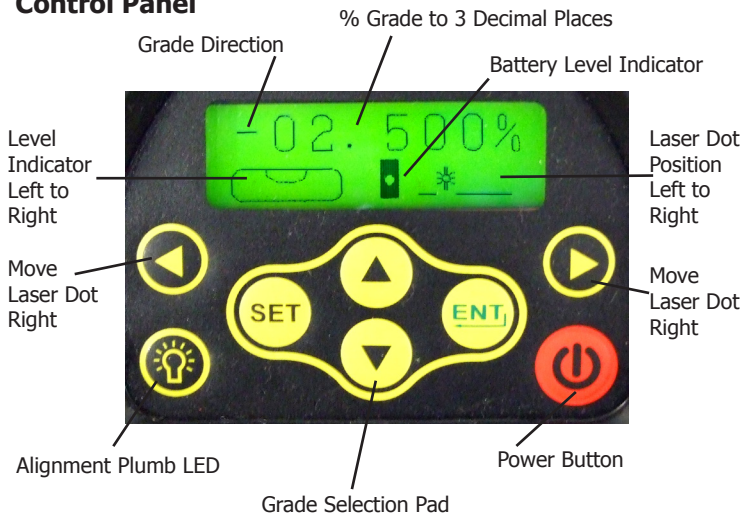 Control Panel
% Grade to 3 Decimal Places
Grade Direction
Battery Level Indicator
Level
Indicator
Left to
Right
-02.500%
Laser Dot
Position
Left to
Right
Move
Laser Dot
Right
SET
ENT
Move
Laser Dot
Right
Alignment Plumb LED
Power Button
Grade Selection Pad